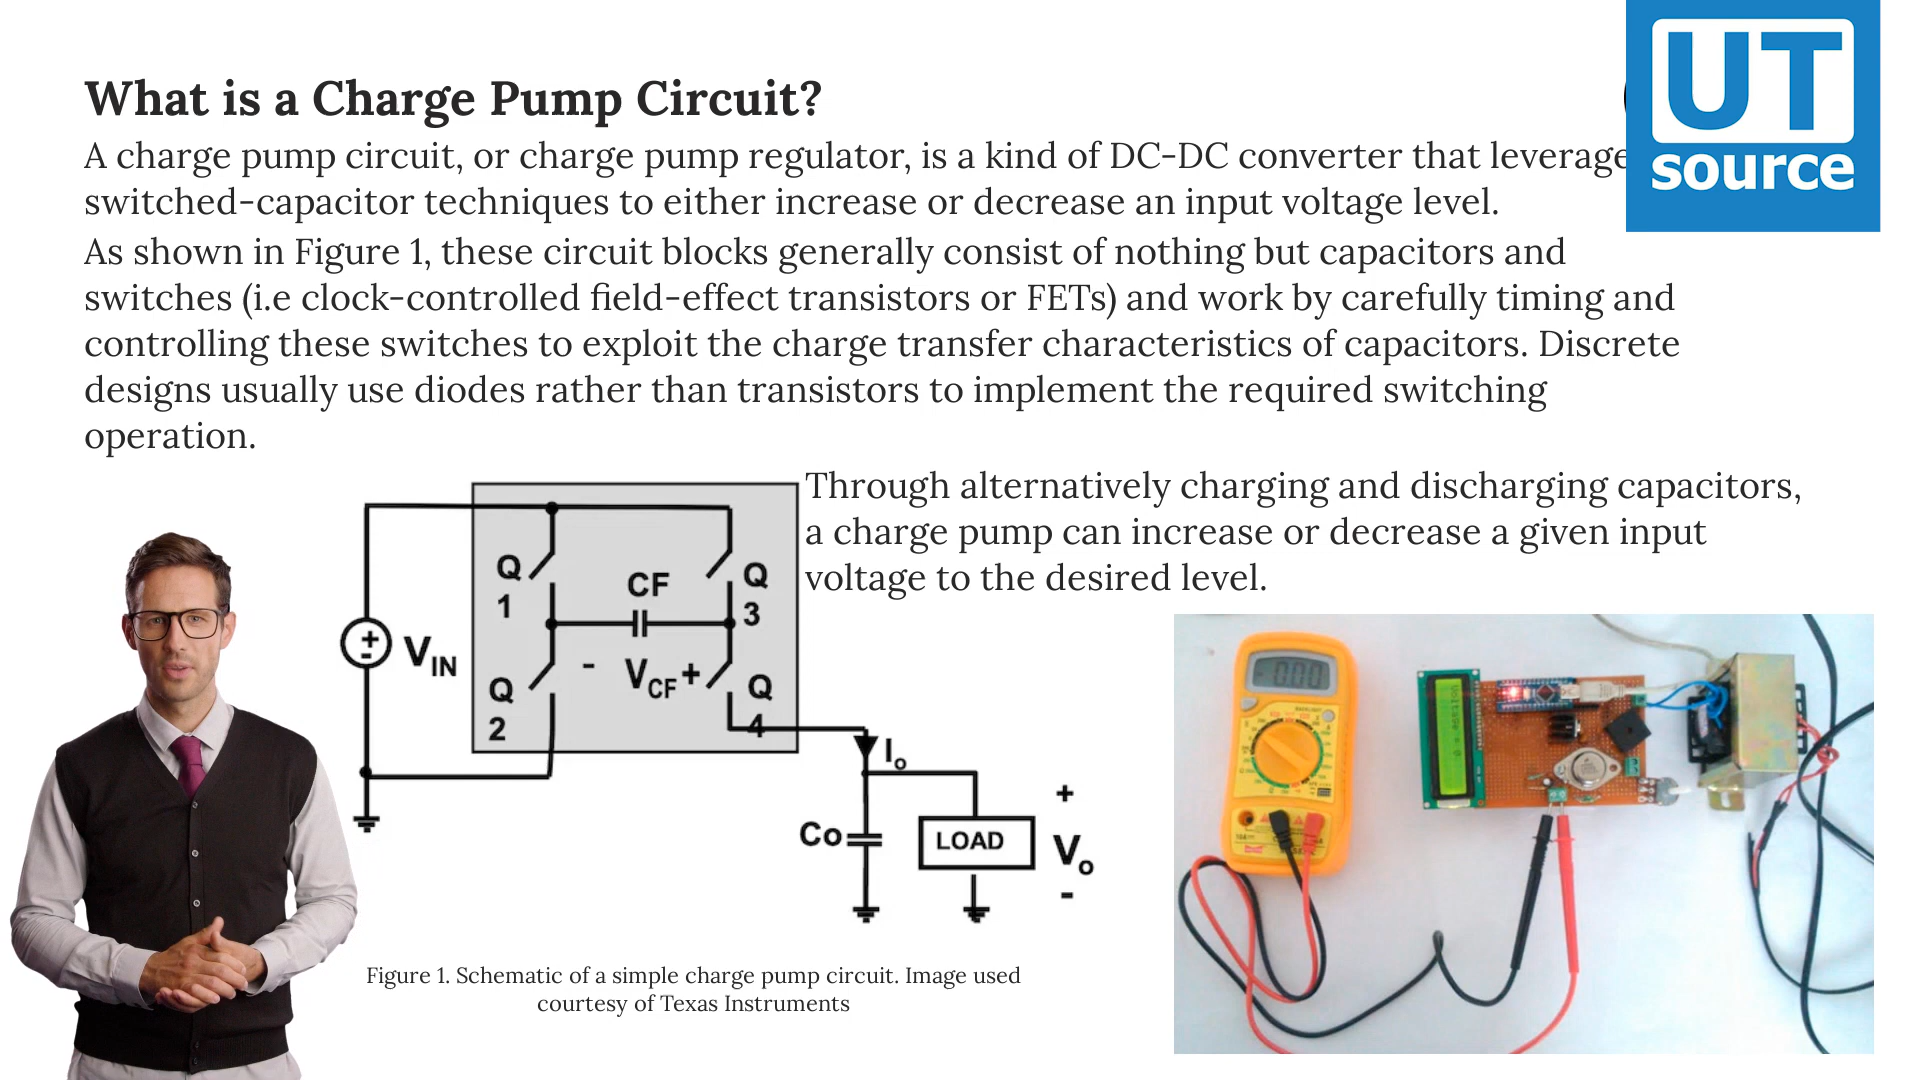 What is a Charge Pump Circuit?
A charge pump circuit, or charge pump regulator, is a kind of DC-DC converter that leverage
switched-capacitor techniques to either increase or decrease an input voltage level.
As shown in Figure 1, these circuit blocks generally consist of nothing but capacitors and
switches (i.e clock-controlled field-effect transistors or FETs) and work by carefully timing and
controlling these switches to exploit the charge transfer characteristics of capacitors. Discrete
designs usually use diodes rather than transistors to implement the required switching
operation.
UT
source
Through alternatively charging and discharging capacitors,
a charge pump can increase or decrease a given input
voltage to the desired level.
Q
1
CF
Q
3
+
-
VIN
Q
2
- VCF +
Q
4
Io
Co
LOAD
+
Vo
-
Figure 1. Schematic of a simple charge pump circuit. Image used
courtesy of Texas Instruments